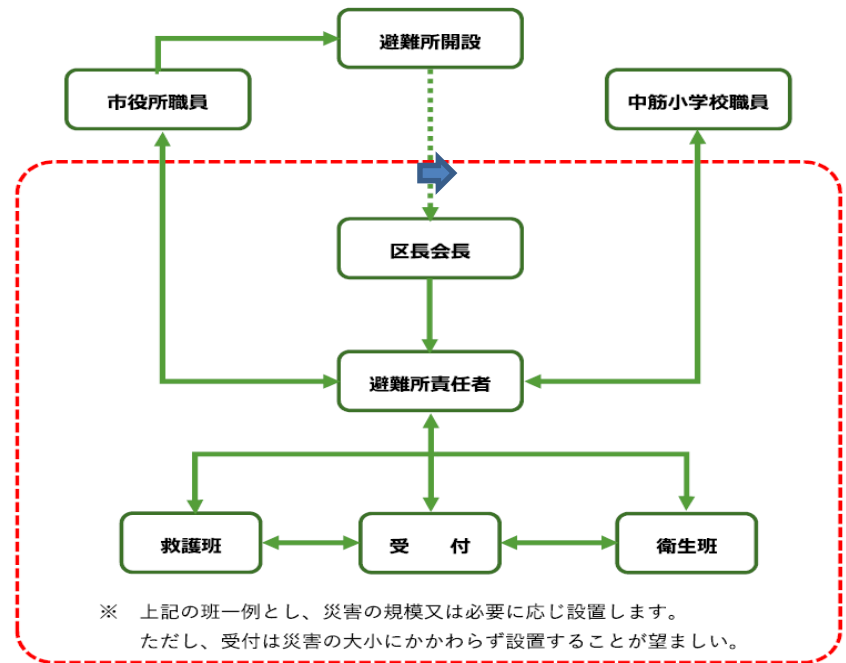 避難所開設
市役所職員
中筋小学校職員
区長会長
避難所責任者
救護班
受　付
衛生班
※　上記の班一例とし、災害の規模又は必要に応じ設置します。
ただし、受付は災害の大小にかかわらず設置することが望ましい。